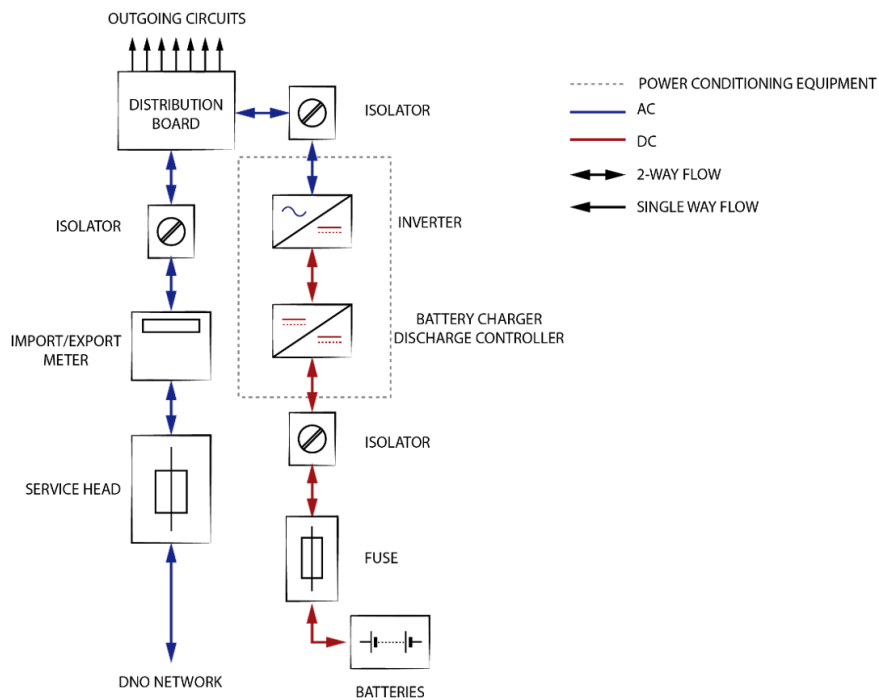 OUTGOING CIRCUITS
DISTRIBUTION
BOARD
ISOLATOR
POWER CONDITIONING EQUIPMENT
AC
DC
2-WAY FLOW
SINGLE WAY FLOW
ISOLATOR
INVERTER
IMPORT/EXPORT
METER
BATTERY CHARGER
DISCHARGE CONTROLLER
ISOLATOR
SERVICE HEAD
FUSE
DNO NETWORK
BATTERIES